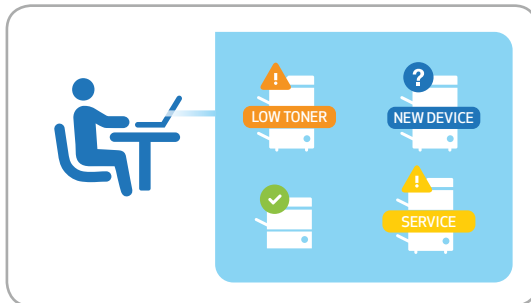 !
LOW TONER
?
NEW DEVICE
!
SERVICE